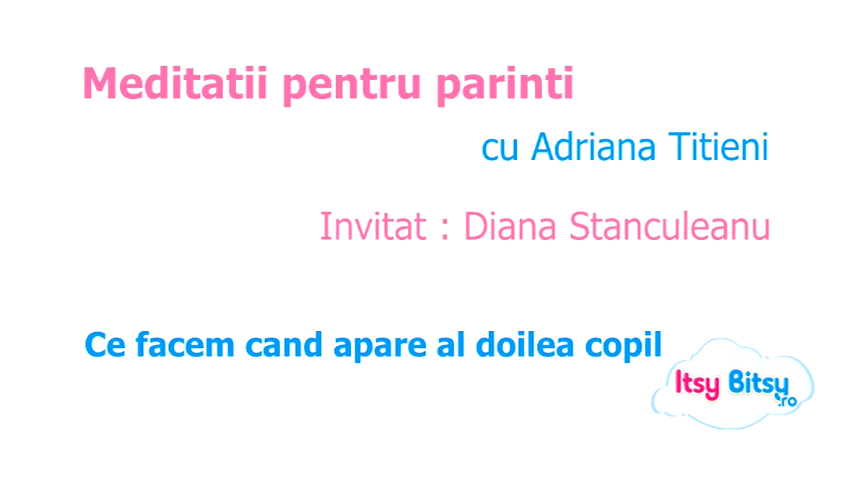 Meditatii pentru parinti
cu Adriana Titieni
Invitat : Diana Stanculeanu
Ce facem cand apare al doilea copil
Itsy Bitsy
.ro